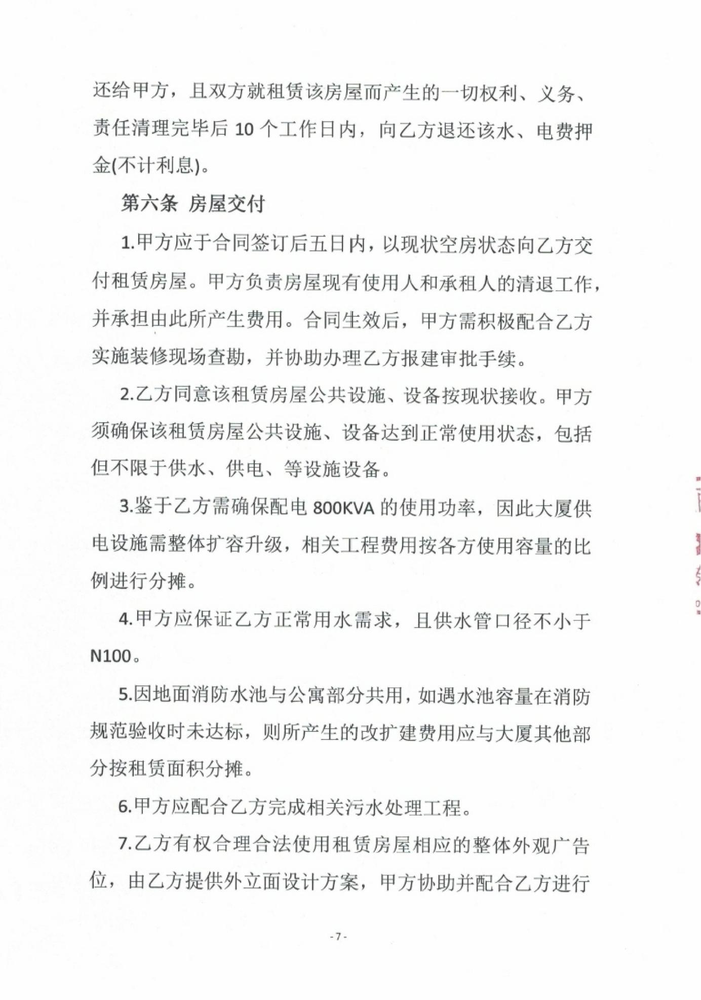 还给甲方，且双方就租赁该房屋而产生的一切权利、义务、
责任清理完毕后 10 个工作日内，向乙方退还该水、电费押
金(不计利息)。
第六条 房屋交付
1.甲方应于合同签订后五日内，以现状空房状态向乙方交
付租赁房屋。甲方负责房屋现有使用人和承租人的清退工作，
并承担由此所产生费用。合同生效后，甲方需积极配合乙方
实施装修现场查勘，并协助办理乙方报建审批手续。
2.乙方同意该租赁房屋公共设施、设备按现状接收。甲方
须确保该租赁房屋公共设施、设备达到正常使用状态，包括
但不限于供水、供电、等设施设备。
3.鉴于乙方需确保配电 800KVA 的使用功率，因此大厦供
电设施需整体扩容升级，相关工程费用按各方使用容量的比
例进行分摊。
4.甲方应保证乙方正常用水需求，且供水管口径不小于
N100。
5.因地面消防水池与公寓部分共用，如遇水池容量在消防
规范验收时未达标，则所产生的改扩建费用应与大厦其他部
分按租赁面积分摊。
6.甲方应配合乙方完成相关污水处理工程。
7.乙方有权合理合法使用租赁房屋相应的整体外观广告
位，由乙方提供外立面设计方案，甲方协助并配合乙方进行
- 7 -